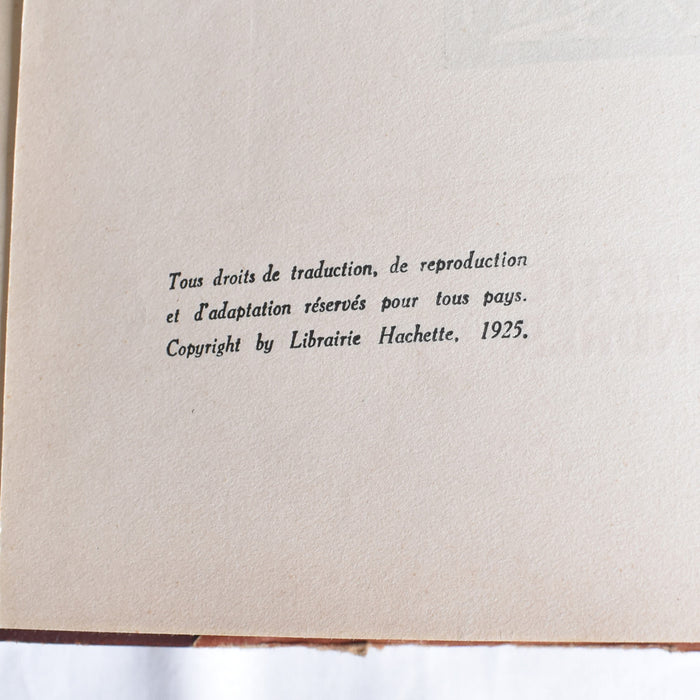 Tous droits de traduction, de reproduction
et d'adaptation réservés pour tous pays.
Copyright by Librairie Hachette, 1925.